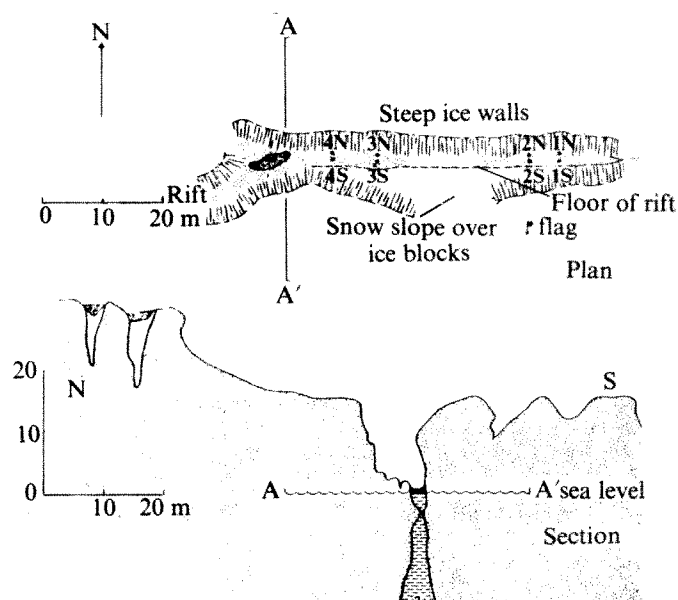 N
A
Steep ice walls
4N 3N 2N 1N
4S 3S 2S 1S
Rift
0 10 20 m
Floor of rift
Snow slope over
ice blocks
flag
Plan
A′
20
10
0
N
S
A
A′ sea level
10 20 m
Section